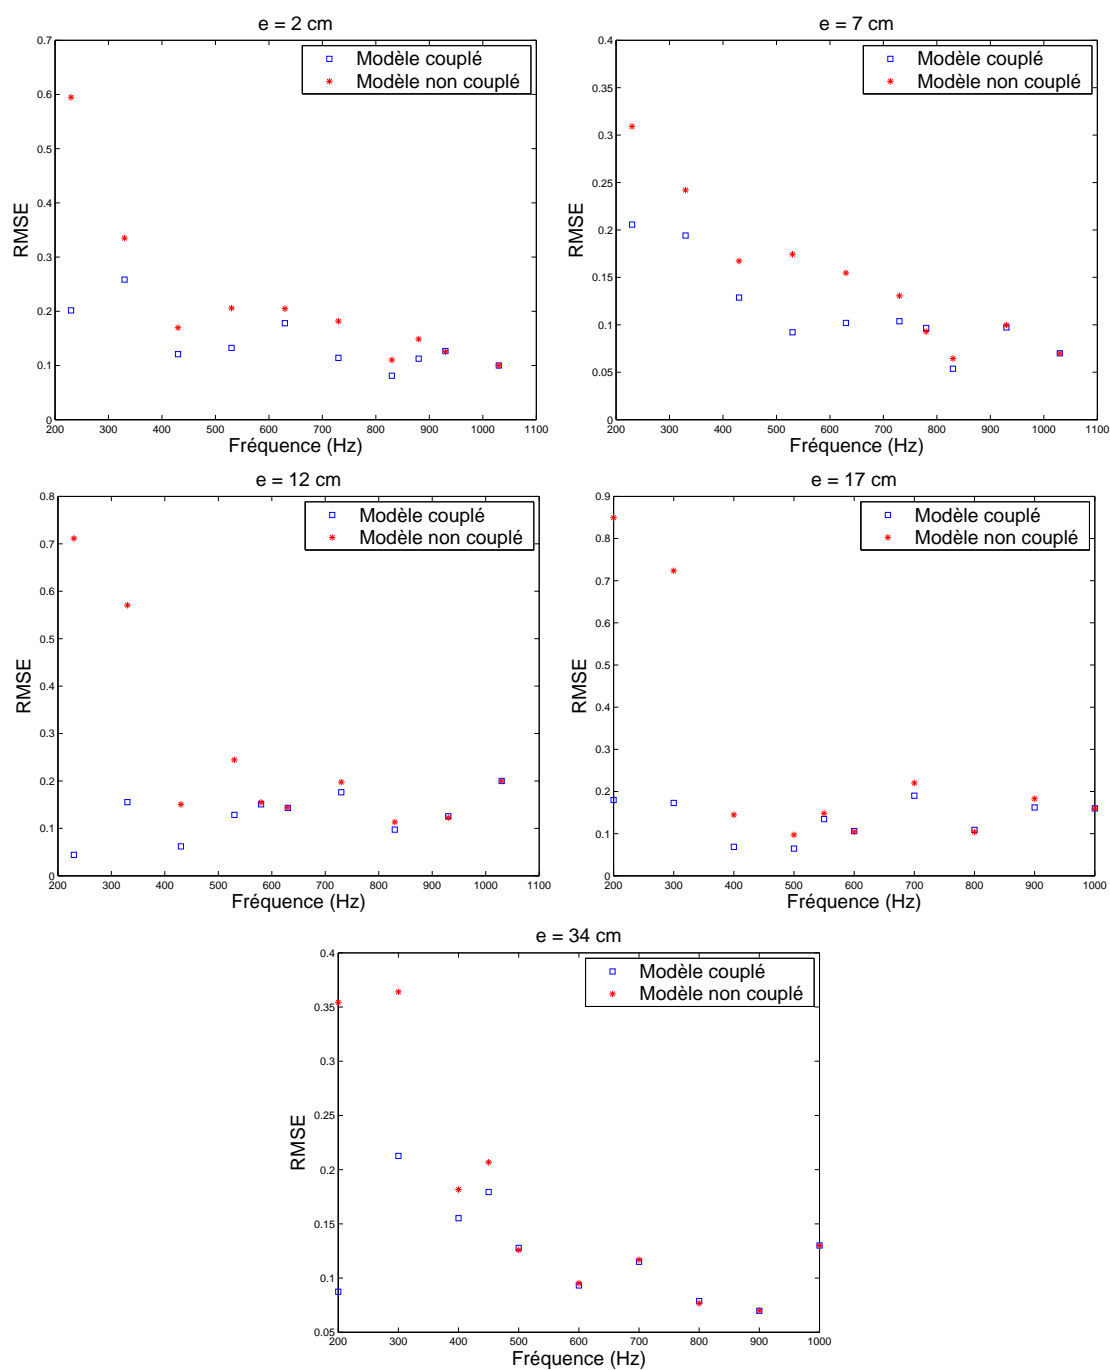 e = 2 cm
0.7
0.6
0.5
0.4
0.3
0.2
0.1
0
RMSE
Modèle couplé
Modèle non couplé
200 300 400 500 600 700 800 900 1000 1100
Fréquence (Hz)
e = 7 cm
0.4
0.35
0.3
0.25
0.2
0.15
0.1
0.05
0
RMSE
Modèle couplé
Modèle non couplé
200 300 400 500 600 700 800 900 1000 1100
Fréquence (Hz)
e = 12 cm
0.8
0.7
0.6
0.5
0.4
0.3
0.2
0.1
0
RMSE
Modèle couplé
Modèle non couplé
200 300 400 500 600 700 800 900 1000 1100
Fréquence (Hz)
e = 17 cm
0.9
0.8
0.7
0.6
0.5
0.4
0.3
0.2
0.1
0
RMSE
Modèle couplé
Modèle non couplé
200 300 400 500 600 700 800 900 1000
Fréquence (Hz)
e = 34 cm
0.4
0.35
0.3
0.25
0.2
0.15
0.1
0.05
RMSE
Modèle couplé
Modèle non couplé
200 300 400 500 600 700 800 900 1000
Fréquence (Hz)